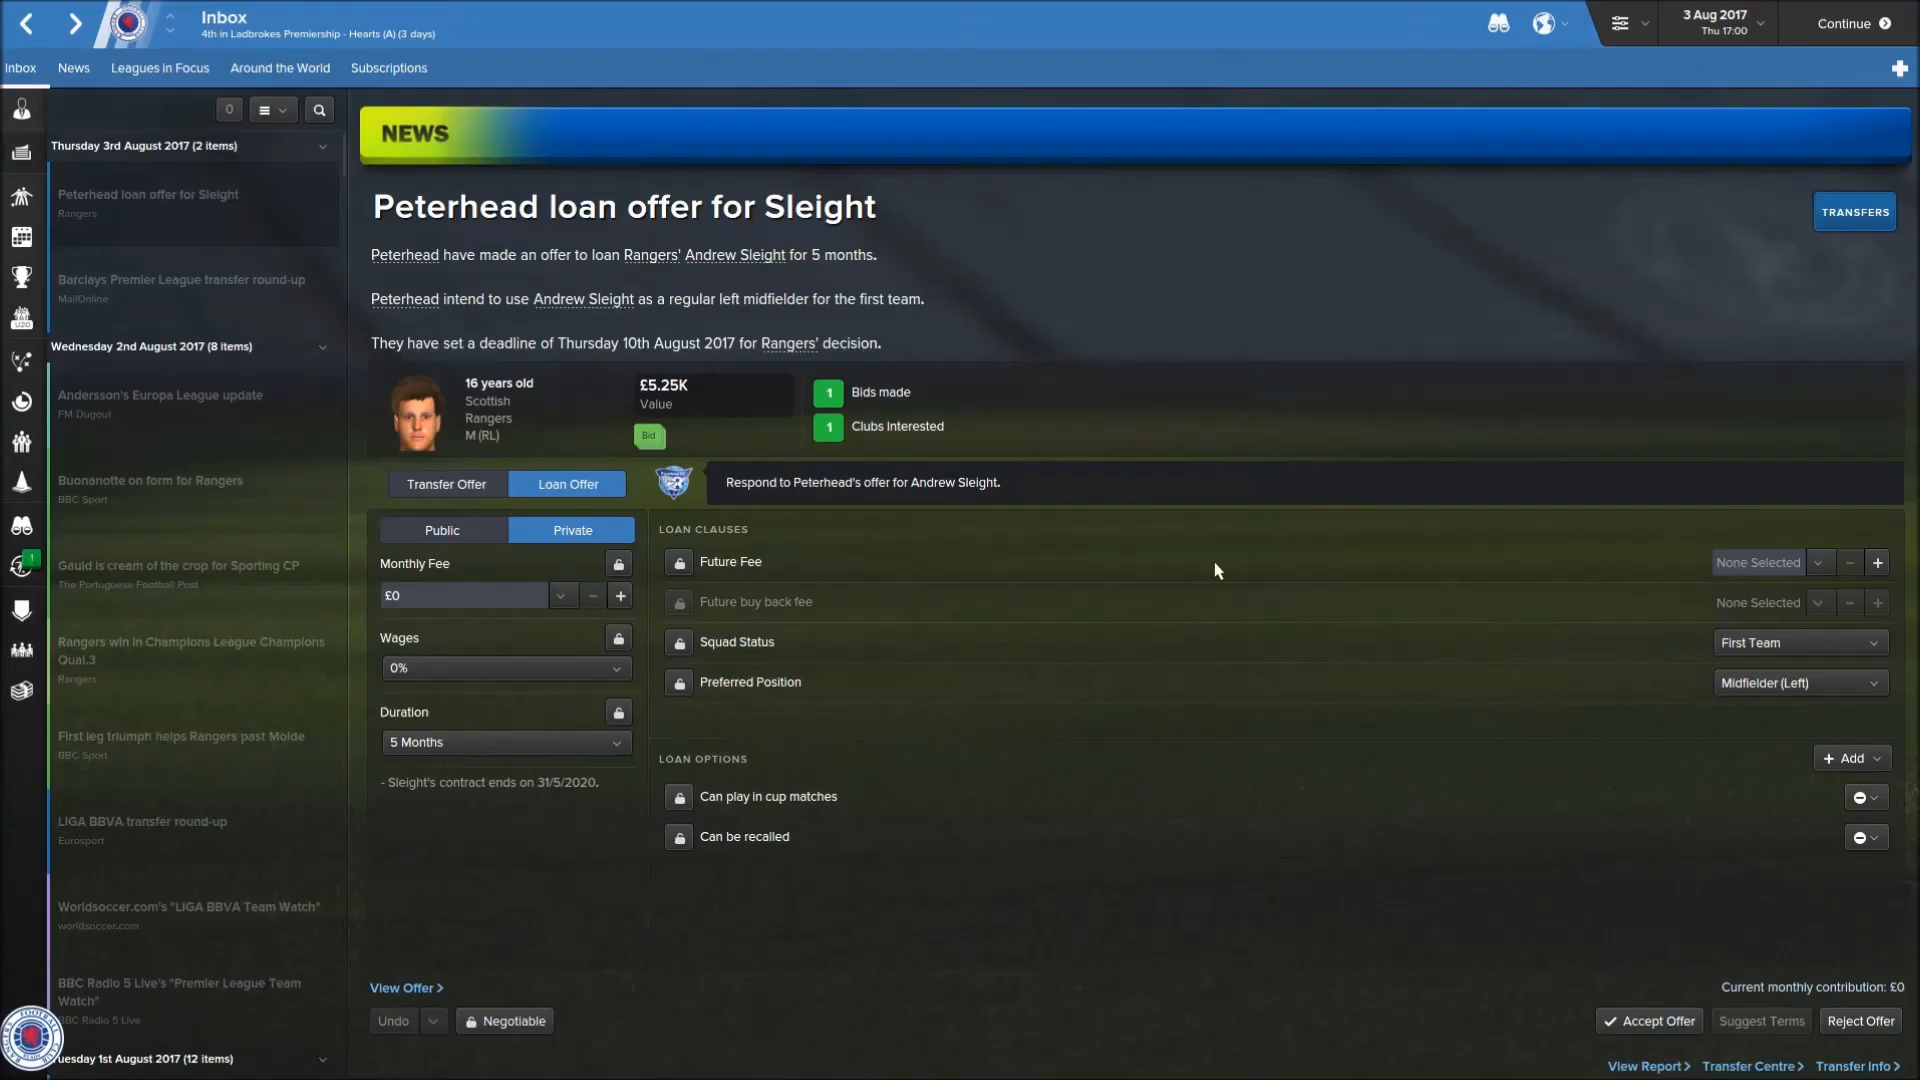 Inbox
4th in Ladbrokes Premiership - Hearts (A) (3 days)
3 Aug 2017
Thu 17:00
Continue
Inbox
News
Leagues in Focus
Around the World
Subscriptions
0
Thursday 3rd August 2017 (2 items)
Peterhead loan offer for Sleight
Rangers
Barclays Premier League transfer round-up
MailOnline
Wednesday 2nd August 2017 (8 items)
Andersson's Europa League update
FM Dugout
Buonanotte on form for Rangers
BBC Sport
Gauld is cream of the crop for Sporting CP
The Portuguese Football Post
Rangers win in Champions League Champions
Qual.3
Rangers
First leg triumph helps Rangers past Molde
BBC Sport
LIGA BBVA transfer round-up
Eurosport
Worldsoccer.com's "LIGA BBVA Team Watch"
worldsoccer.com
BBC Radio 5 Live's "Premier League Team
Watch"
BBC Radio 5 Live
uesday 1st August 2017 (12 items)
U20
1
NEWS
Peterhead loan offer for Sleight
TRANSFERS
Peterhead have made an offer to loan Rangers' Andrew Sleight for 5 months.
Peterhead intend to use Andrew Sleight as a regular left midfielder for the first team.
They have set a deadline of Thursday 10th August 2017 for Rangers' decision.
16 years old
Scottish
Rangers
M (RL)
£5.25K
Value
Bid
1 Bids made
1 Clubs Interested
Transfer Offer
Loan Offer
Respond to Peterhead's offer for Andrew Sleight.
Public
Private
Monthly Fee
£0
Wages
0%
Duration
5 Months
- Sleight's contract ends on 31/5/2020.
LOAN CLAUSES
Future Fee
None Selected
Future buy back fee
None Selected
Squad Status
First Team
Preferred Position
Midfielder (Left)
LOAN OPTIONS
Add
Can play in cup matches
Can be recalled
View Offer >
Current monthly contribution: £0
Undo
Negotiable
Accept Offer
Suggest Terms
Reject Offer
View Report >
Transfer Centre >
Transfer Info >